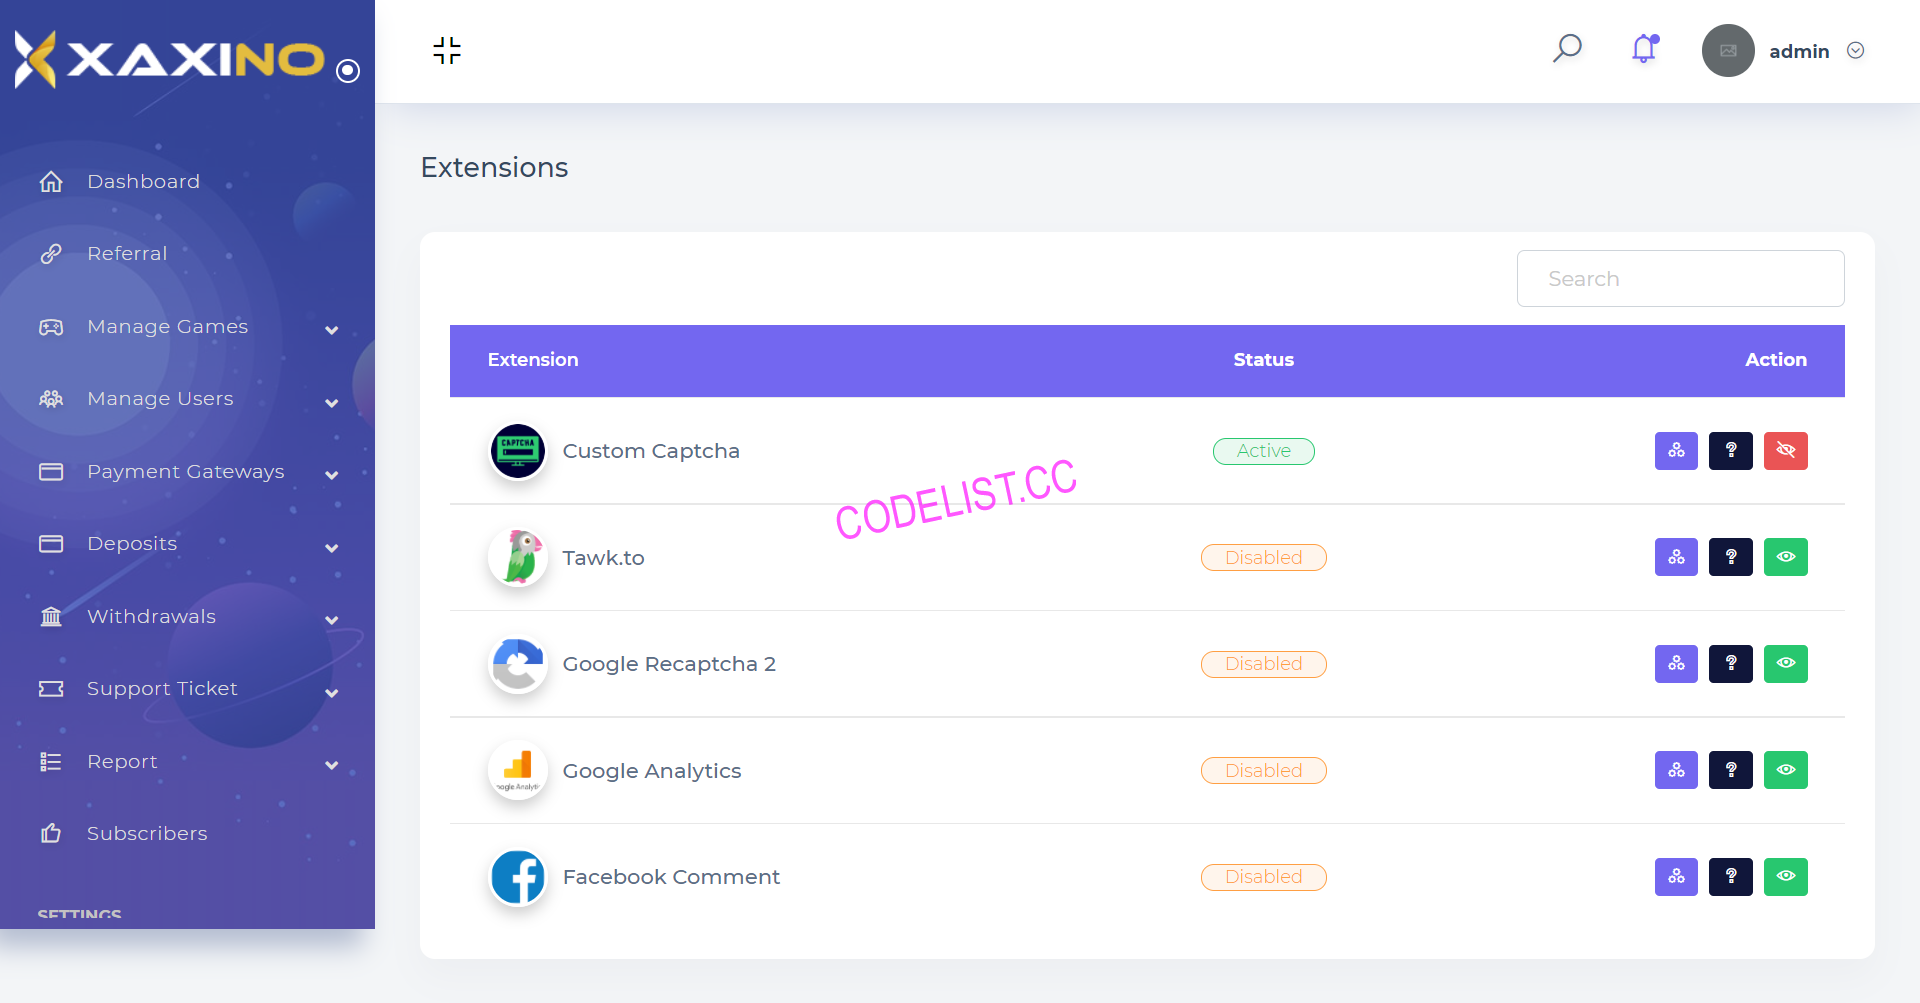 XAXINO
admin
Dashboard
Referral
Manage Games
Manage Users
Payment Gateways
Deposits
Withdrawals
Support Ticket
Report
Subscribers
SETTINGS
Extensions
Search
Extension Status Action
CAPTCHA
Custom Captcha Active
CODELIST.CC
Tawk.to Disabled
Google Recaptcha 2 Disabled
Google Analytics Disabled
Facebook Comment Disabled